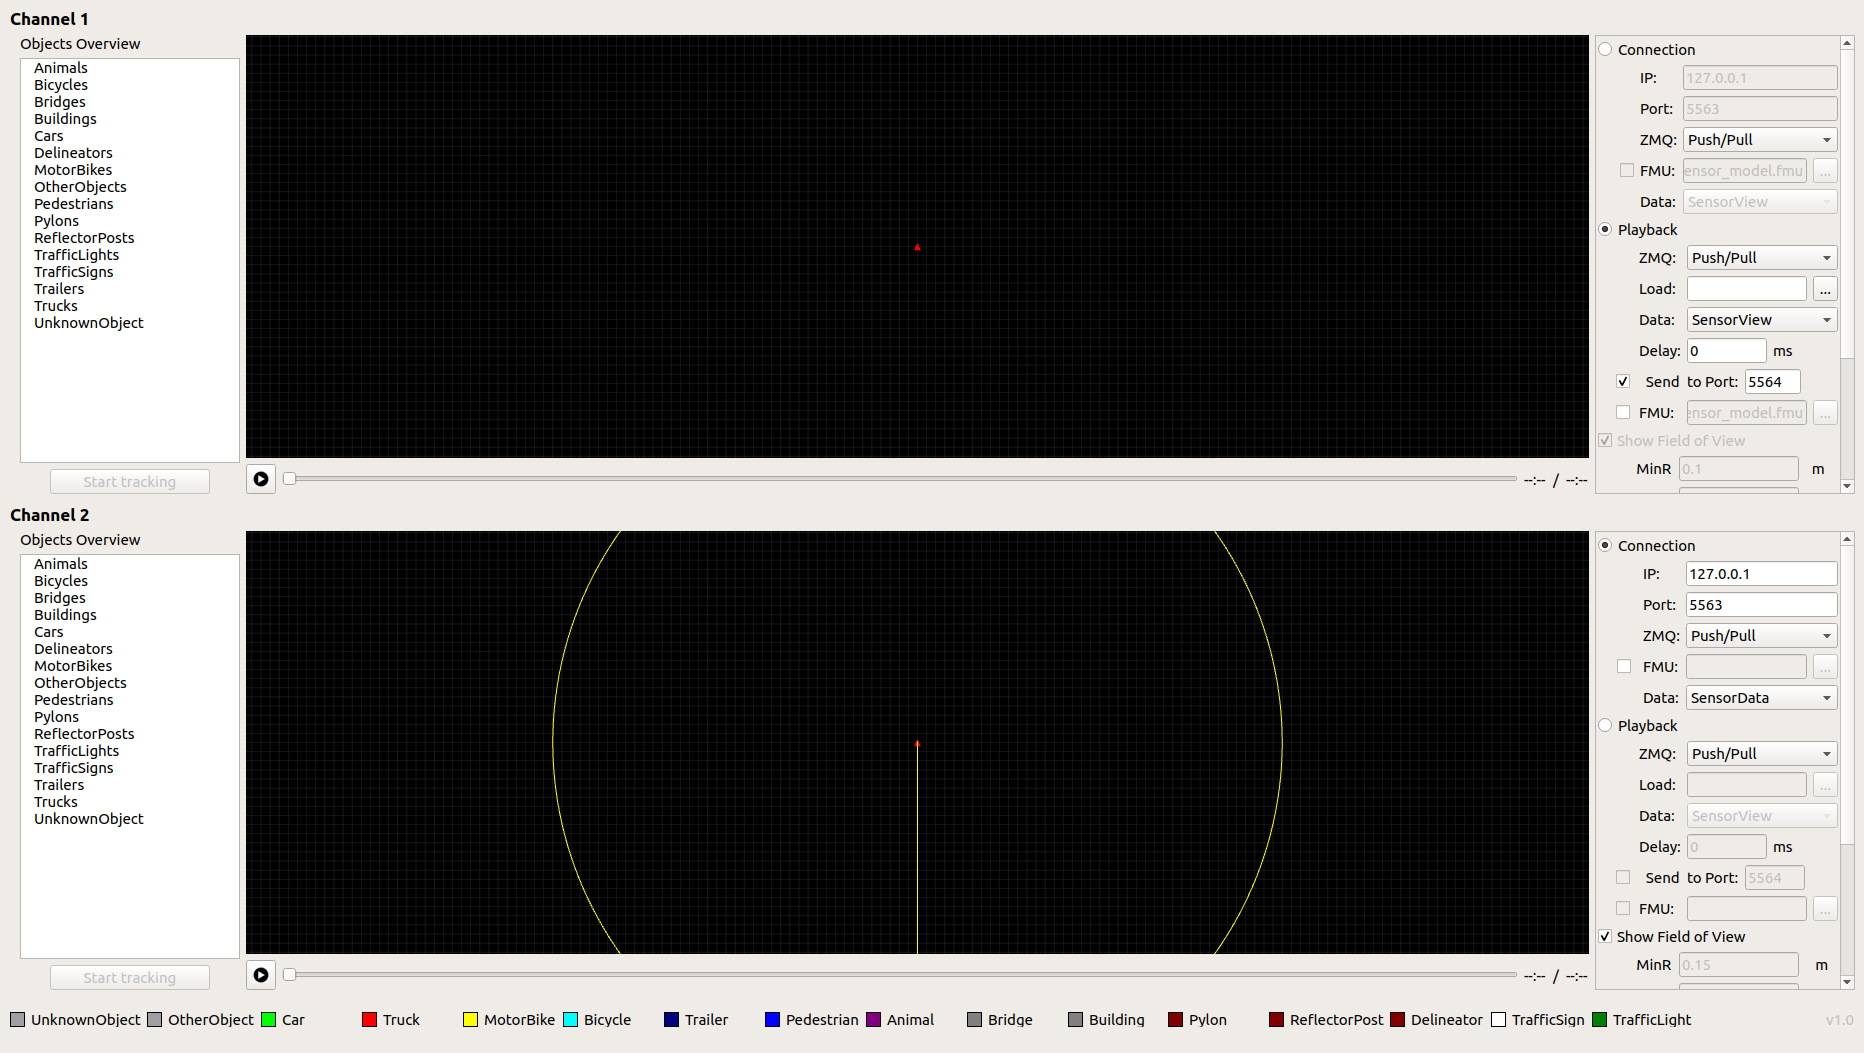 Channel 1
Objects Overview
Animals
Bicycles
Bridges
Buildings
Cars
Delineators
MotorBikes
OtherObjects
Pedestrians
Pylons
ReflectorPosts
TrafficLights
TrafficSigns
Trailers
Trucks
UnknownObject
Start tracking
--:-- / --:--
Connection
IP: 127.0.0.1
Port: 5563
ZMQ: Push/Pull
FMU: ensor_model.fmu ...
Data: SensorView
Playback
ZMQ: Push/Pull
Load: ...
Data: SensorView
Delay: 0 ms
Send to Port: 5564
FMU: ensor_model.fmu ...
Show Field of View
MinR 0.1 m
Channel 2
Objects Overview
Animals
Bicycles
Bridges
Buildings
Cars
Delineators
MotorBikes
OtherObjects
Pedestrians
Pylons
ReflectorPosts
TrafficLights
TrafficSigns
Trailers
Trucks
UnknownObject
Start tracking
--:-- / --:--
Connection
IP: 127.0.0.1
Port: 5563
ZMQ: Push/Pull
FMU: ...
Data: SensorData
Playback
ZMQ: Push/Pull
Load: ...
Data: SensorView
Delay: 0 ms
Send to Port: 5564
FMU: ...
Show Field of View
MinR 0.15 m
UnknownObject OtherObject Car Truck MotorBike Bicycle Trailer Pedestrian Animal Bridge Building Pylon ReflectorPost Delineator TrafficSign TrafficLight v1.0